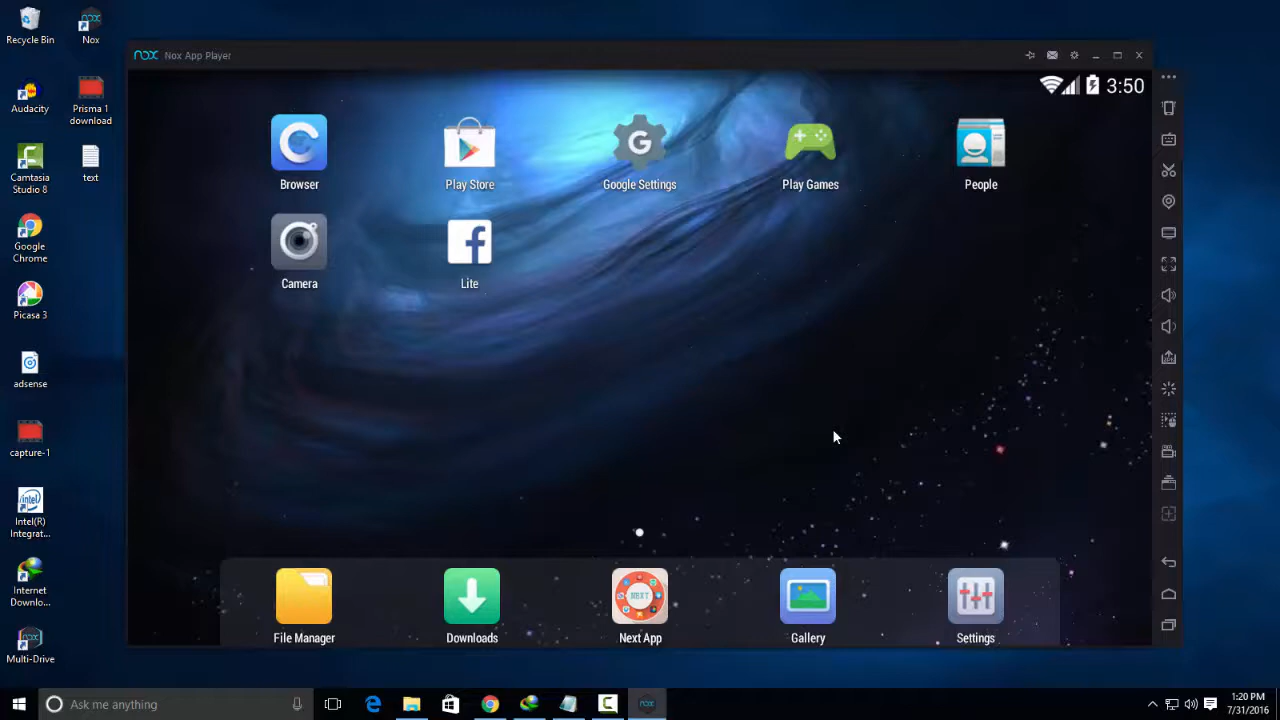 Recycle Bin
Nox
Audacity
Prisma 1
download
Camtasia
Studio 8
text
Google
Chrome
Picasa 3
adsense
capture-1
Intel(R)
Integrat...
Internet
Downlo...
Multi-Drive
nox Nox App Player
3:50
Browser
Play Store
Google Settings
Play Games
People
Camera
Lite
NEXT
File Manager
Downloads
Next App
Gallery
Settings
Ask me anything
1:20 PM
7/31/2016